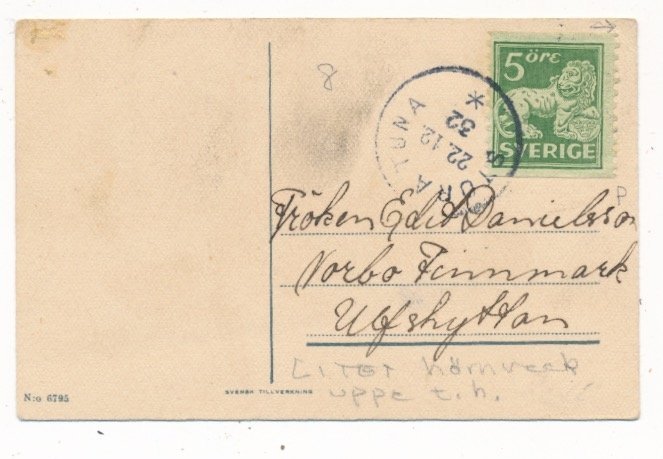 8
5 ÖRE
SVERIGE
STORA TUNA
22.12
32
*
Fröken Edit Danielsson
P
Norbo Finnmark
Ulfshyttan
LITET hörnveck
uppe t.h.
N:o 6795
SVENSK TILLVERKNING